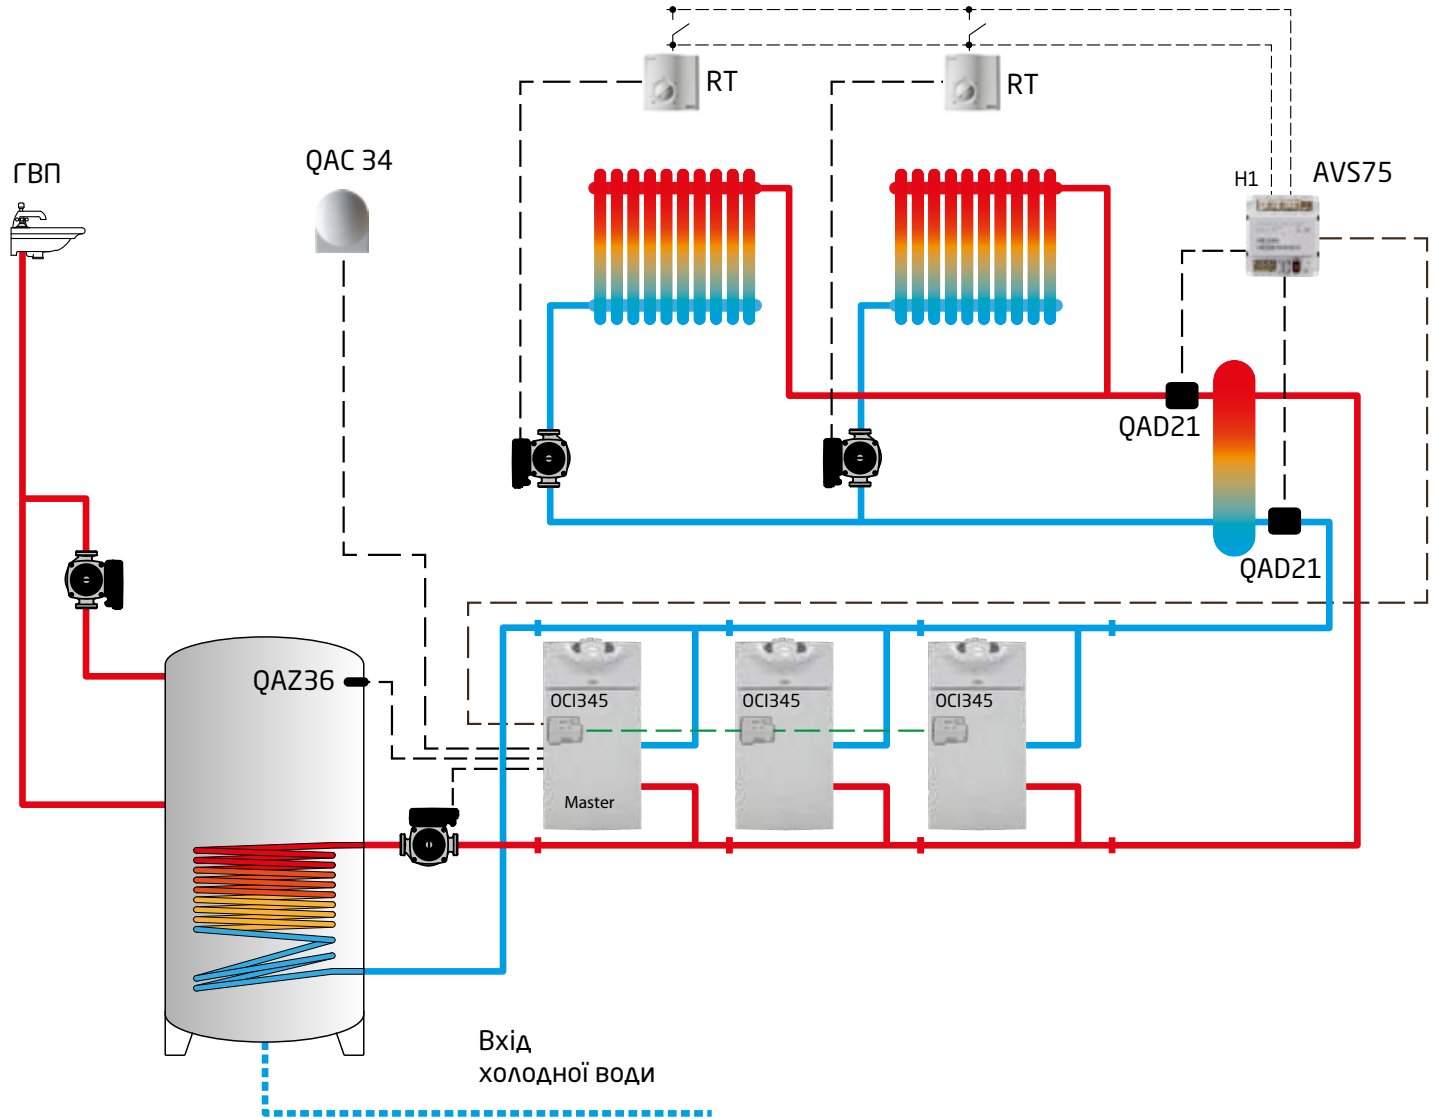 RT
RT
ГВП
QAC 34
H1
AVS75
QAD21
QAD21
QAZ36
OCI345
OCI345
OCI345
Master
Вхід
холодної води